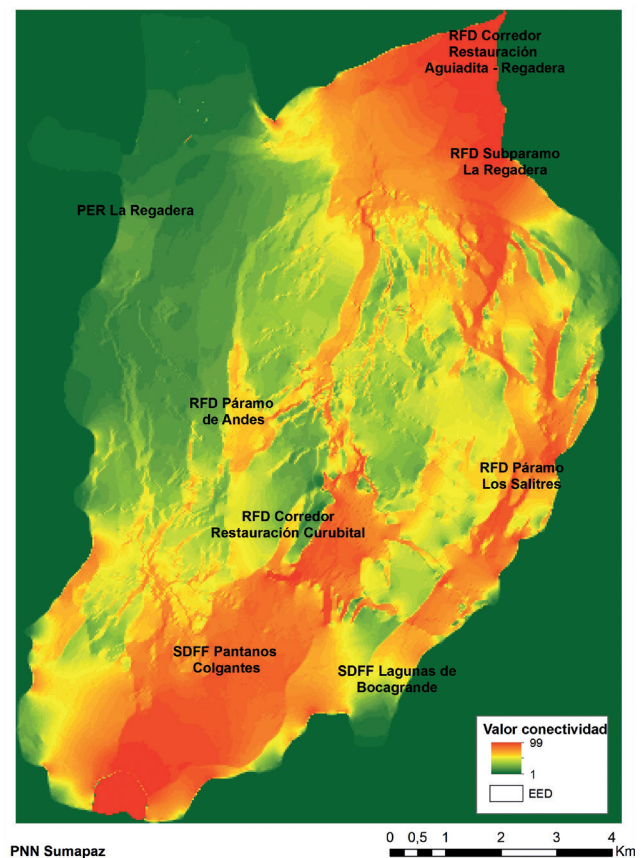 RFD Corredor
Restauración
Aguiadita - Regadera
RFD Subparamo
La Regadera
PER La Regadera
RFD Páramo
de Andes
RFD Páramo
Los Salitres
RFD Corredor
Restauración Curubital
SDFF Pantanos
Colgantes
SDFF Lagunas de
Bocagrande
Valor conectividad
99
1
EED
PNN Sumapaz
0 0,5 1 2 3 4
Km